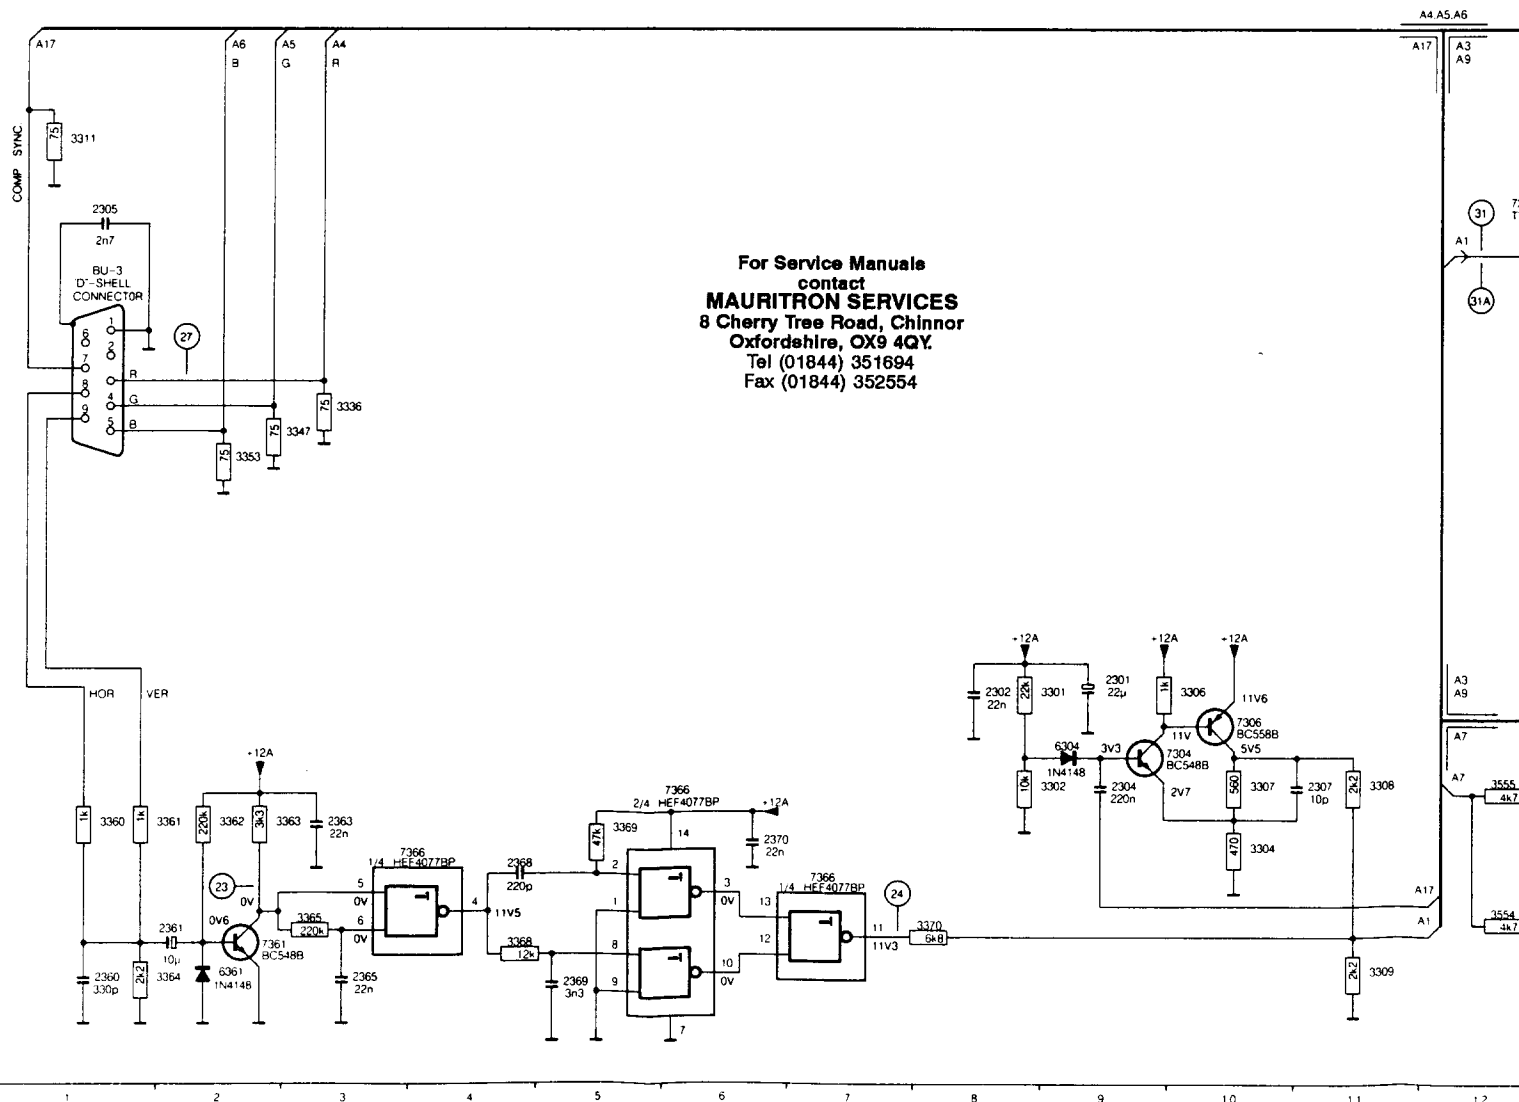 A4.A5.A6
A17
A6
B
A5
G
A4
R
A17
A3
A9
COMP SYNC.
75
3311
2305
2n7
BU-3
'D'-SHELL
CONNECTOR
1
6
2
7
R
8
4
G
9
5
B
27
75
3336
75
3347
75
3353
For Service Manuals
contact
MAURITRON SERVICES
8 Cherry Tree Road, Chinnor
Oxfordshire, OX9 4QY.
Tel (01844) 351694
Fax (01844) 352554
31
A1
31A
HOR
VER
+12A
+12A
+12A
2302
22n
22k
3301
2301
22µ
1k
3306
11V6
7306
BC558B
5V5
11V
A3
A9
A7
6304
1N4148
3V3
7304
BC548B
2V7
10k
3302
2304
220n
560
3307
2307
10p
2k2
3308
470
3304
A7
3555
4k7
+12A
1k
3360
1k
3361
220k
3362
3k3
3363
2363
22n
7366
2/4 HEF4077BP
+12A
47k
3369
14
2370
22n
7366
1/4 HEF4077BP
2368
220p
2
1
3
0V
23
0V
5
0V
6
0V
4
11V5
3365
220k
0V6
7361
BC548B
2361
10µ
6361
1N4148
2360
330p
2k2
3364
2365
22n
3368
12k
2369
3n3
8
9
10
0V
7
7366
1/4 HEF4077BP
13
12
11
11V3
24
3370
6k8
A17
A1
3554
4k7
2k2
3309
1 2 3 4 5 6 7 8 9 10 11 12